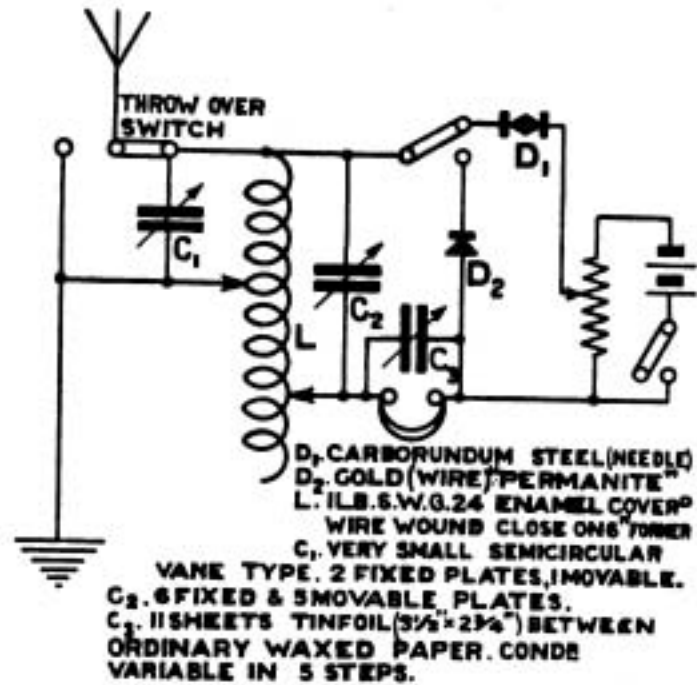 THROW OVER
SWITCH
D₁
C₁
D₂
C₂
L
C₃
D₁. CARBORUNDUM STEEL (NEEDLE)
D₂. GOLD (WIRE) "PERMANITE"
L. 1LB.S.W.G.24 ENAMEL COVERᴰ
WIRE WOUND CLOSE ON 6" FORMER
C₁. VERY SMALL SEMICIRCULAR
VANE TYPE. 2 FIXED PLATES, 1 MOVABLE.
C₂. 6 FIXED & 5 MOVABLE PLATES.
C₃. 11 SHEETS TINFOIL (3½" × 2¾") BETWEEN
ORDINARY WAXED PAPER. CONDR
VARIABLE IN 5 STEPS.